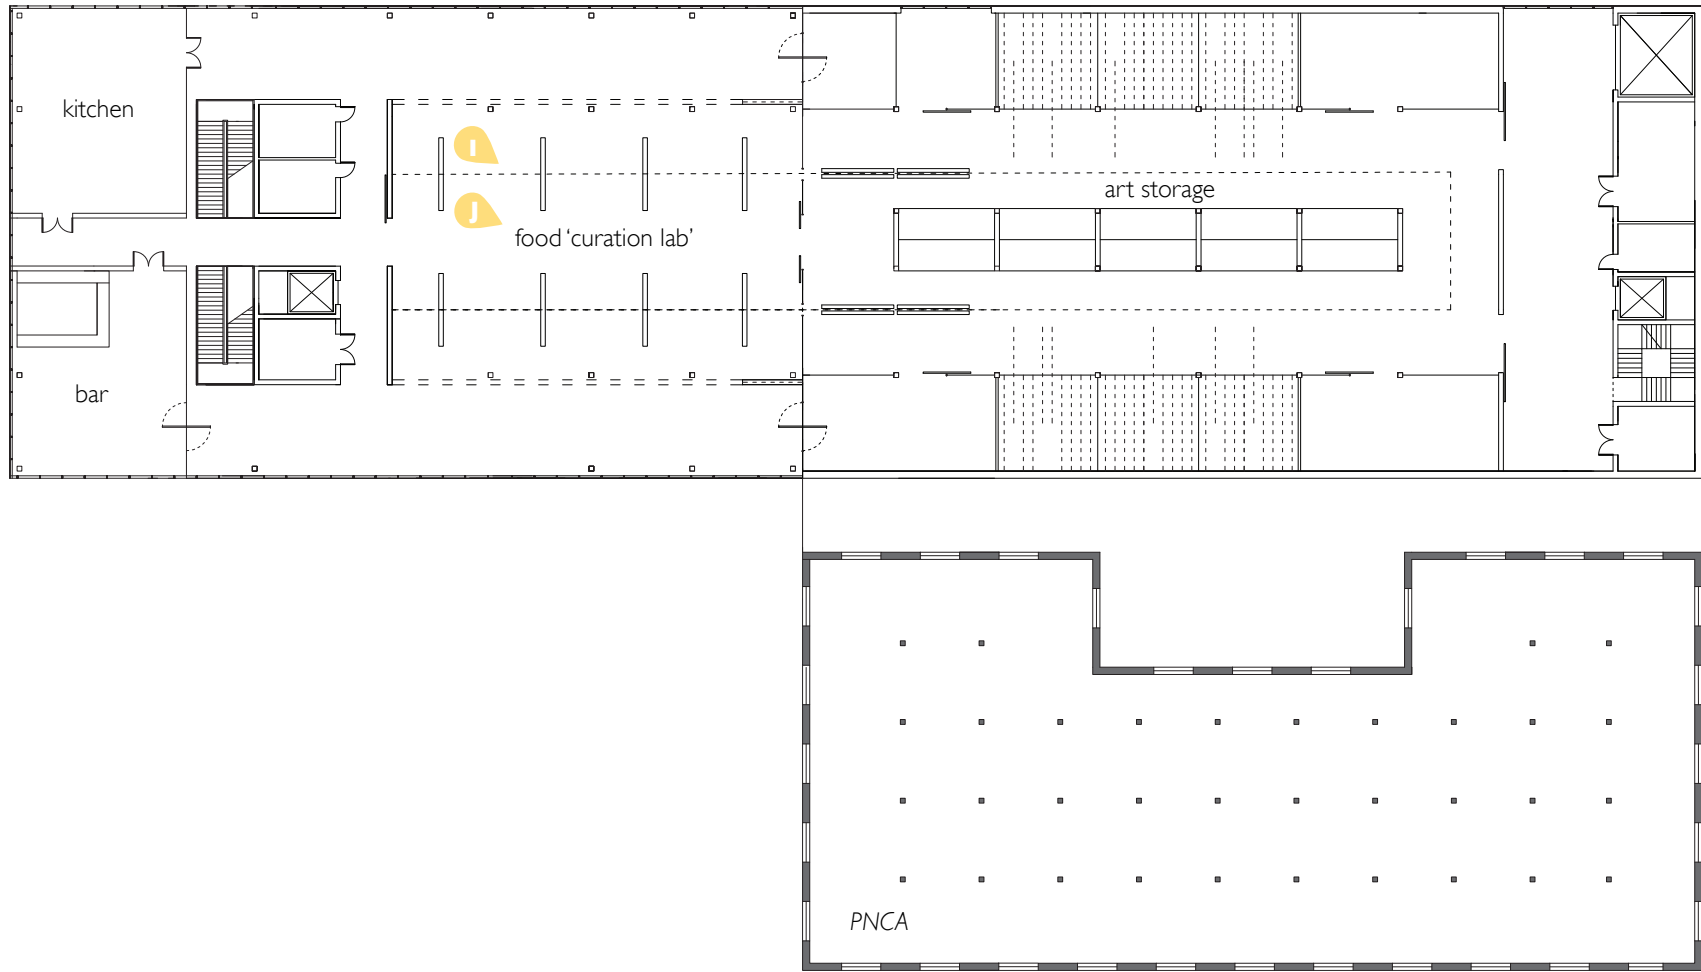 kitchen
I
art storage
J
food ‘curation lab’
bar
PNCA